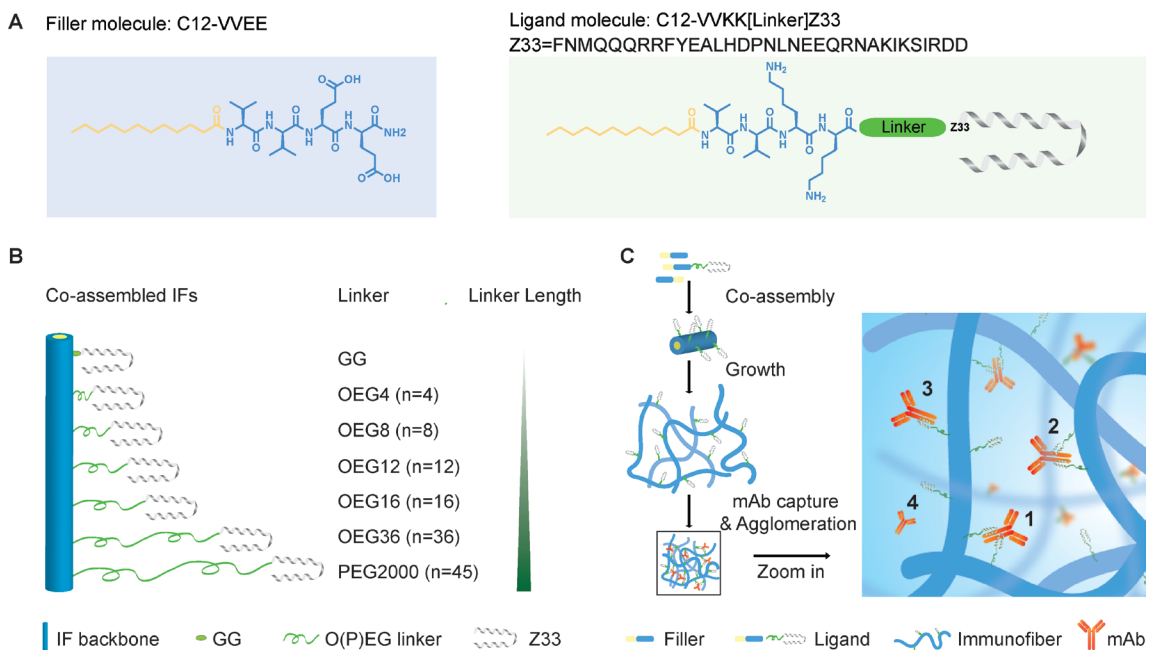 A
Filler molecule: C12-VVEE
O
OH
O
H
N
O
H
N
O
N
H
O
N
H
O
NH2
O
OH
Ligand molecule: C12-VVKK[Linker]Z33
Z33=FNMQQQRRFYEALHDPNLNEEQRNAKIKSIRDD
NH2
O
N
H
O
H
N
O
N
H
O
H
N
O
Linker
Z33
NH2
B
Co-assembled IFs
Linker
Linker Length
GG
OEG4 (n=4)
OEG8 (n=8)
OEG12 (n=12)
OEG16 (n=16)
OEG36 (n=36)
PEG2000 (n=45)
IF backbone
GG
O(P)EG linker
Z33
C
Co-assembly
Growth
mAb capture
& Agglomeration
Zoom in
3
2
4
1
Filler
Ligand
Immunofiber
mAb